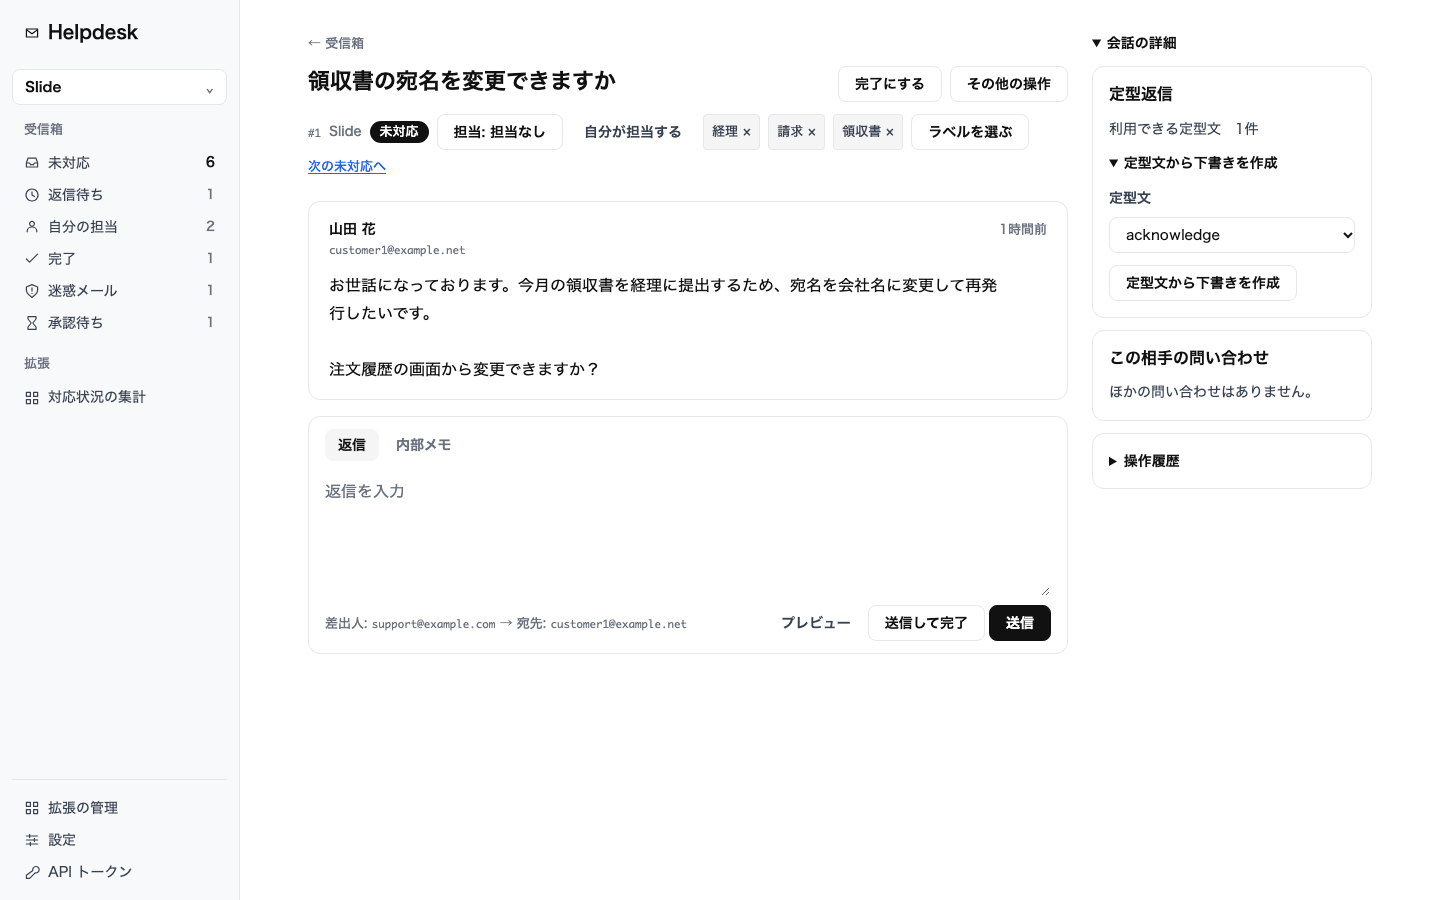 Helpdesk
Slide
受信箱
未対応 6
返信待ち 1
自分の担当 2
完了 1
迷惑メール 1
承認待ち 1
拡張
対応状況の集計
拡張の管理
設定
API トークン
← 受信箱
領収書の宛名を変更できますか
完了にする
その他の操作
#1 Slide 未対応 担当: 担当なし 自分が担当する 経理 × 請求 × 領収書 × ラベルを選ぶ
次の未対応へ
山田 花 1時間前
customer1@example.net
お世話になっております。今月の領収書を経理に提出するため、宛名を会社名に変更して再発
行したいです。
注文履歴の画面から変更できますか？
返信 内部メモ
返信を入力
差出人: support@example.com → 宛先: customer1@example.net プレビュー 送信して完了 送信
▼ 会話の詳細
定型返信
利用できる定型文 1件
▼ 定型文から下書きを作成
定型文
acknowledge
定型文から下書きを作成
この相手の問い合わせ
ほかの問い合わせはありません。
▶ 操作履歴